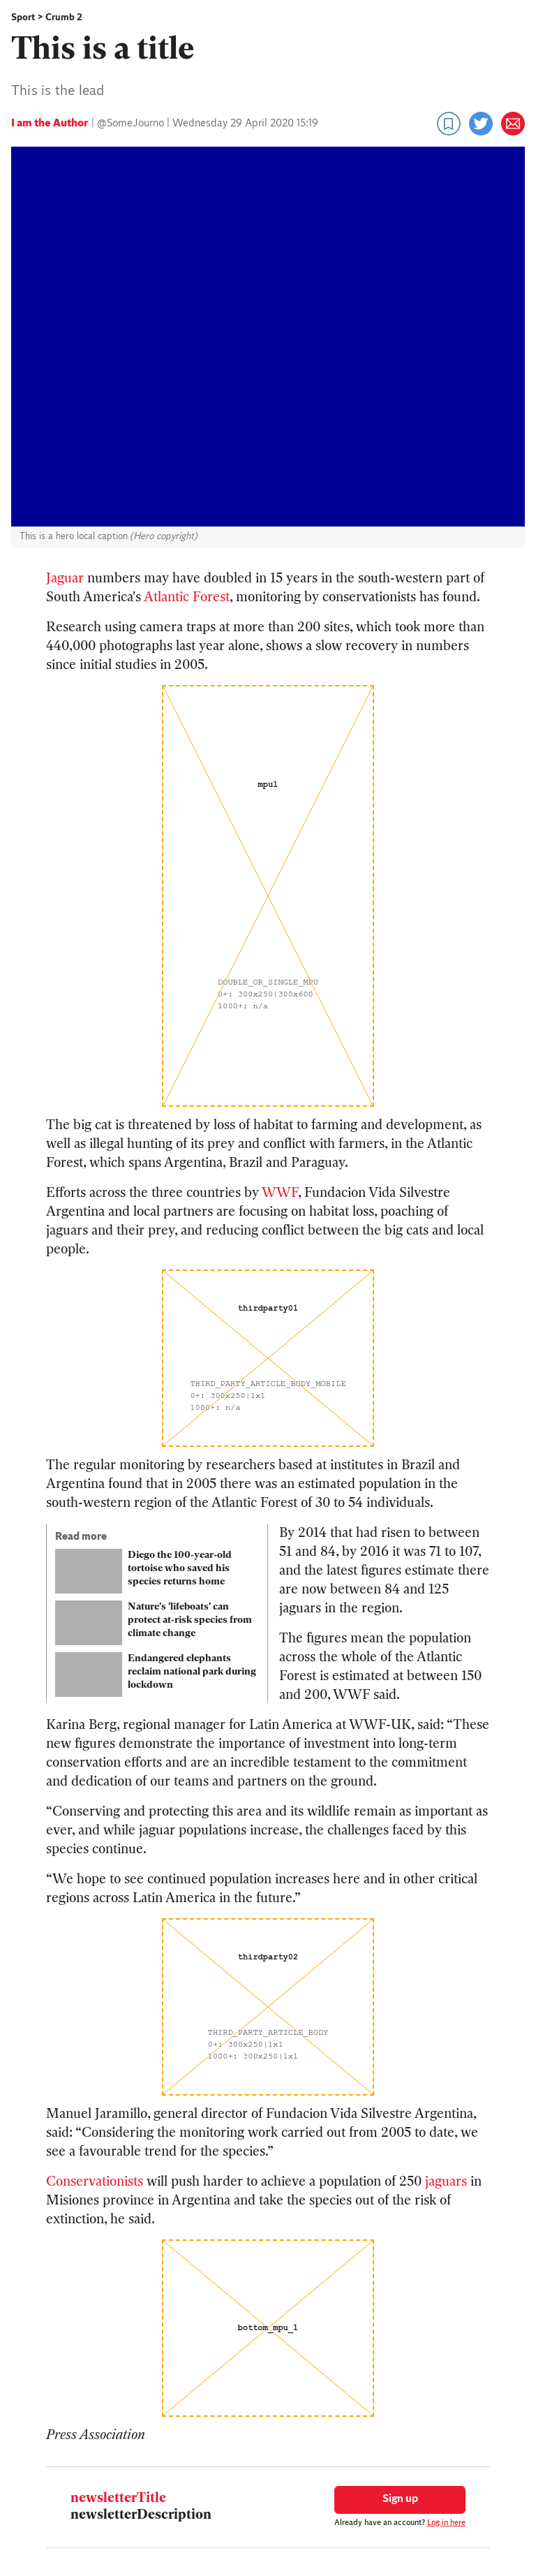 Sport > Crumb 2
This is a title
This is the lead
I am the Author | @SomeJourno | Wednesday 29 April 2020 15:19
This is a hero local caption (Hero copyright)
Jaguar numbers may have doubled in 15 years in the south-western part of
South America's Atlantic Forest, monitoring by conservationists has found.
Research using camera traps at more than 200 sites, which took more than
440,000 photographs last year alone, shows a slow recovery in numbers
since initial studies in 2005.
mpu1
DOUBLE_OR_SINGLE_MPU
0+: 300x250|300x600
1000+: n/a
The big cat is threatened by loss of habitat to farming and development, as
well as illegal hunting of its prey and conflict with farmers, in the Atlantic
Forest, which spans Argentina, Brazil and Paraguay.
Efforts across the three countries by WWF, Fundacion Vida Silvestre
Argentina and local partners are focusing on habitat loss, poaching of
jaguars and their prey, and reducing conflict between the big cats and local
people.
thirdparty01
THIRD_PARTY_ARTICLE_BODY_MOBILE
0+: 300x250|1x1
1000+: n/a
The regular monitoring by researchers based at institutes in Brazil and
Argentina found that in 2005 there was an estimated population in the
south-western region of the Atlantic Forest of 30 to 54 individuals.
Read more
Diego the 100-year-old
tortoise who saved his
species returns home
Nature's 'lifeboats' can
protect at-risk species from
climate change
Endangered elephants
reclaim national park during
lockdown
By 2014 that had risen to between
51 and 84, by 2016 it was 71 to 107,
and the latest figures estimate there
are now between 84 and 125
jaguars in the region.
The figures mean the population
across the whole of the Atlantic
Forest is estimated at between 150
and 200, WWF said.
Karina Berg, regional manager for Latin America at WWF-UK, said: “These
new figures demonstrate the importance of investment into long-term
conservation efforts and are an incredible testament to the commitment
and dedication of our teams and partners on the ground.
“Conserving and protecting this area and its wildlife remain as important as
ever, and while jaguar populations increase, the challenges faced by this
species continue.
“We hope to see continued population increases here and in other critical
regions across Latin America in the future.”
thirdparty02
THIRD_PARTY_ARTICLE_BODY
0+: 300x250|1x1
1000+: 300x250|1x1
Manuel Jaramillo, general director of Fundacion Vida Silvestre Argentina,
said: “Considering the monitoring work carried out from 2005 to date, we
see a favourable trend for the species.”
Conservationists will push harder to achieve a population of 250 jaguars in
Misiones province in Argentina and take the species out of the risk of
extinction, he said.
bottom_mpu_1
Press Association
newsletterTitle
newsletterDescription
Sign up
Already have an account? Log in here